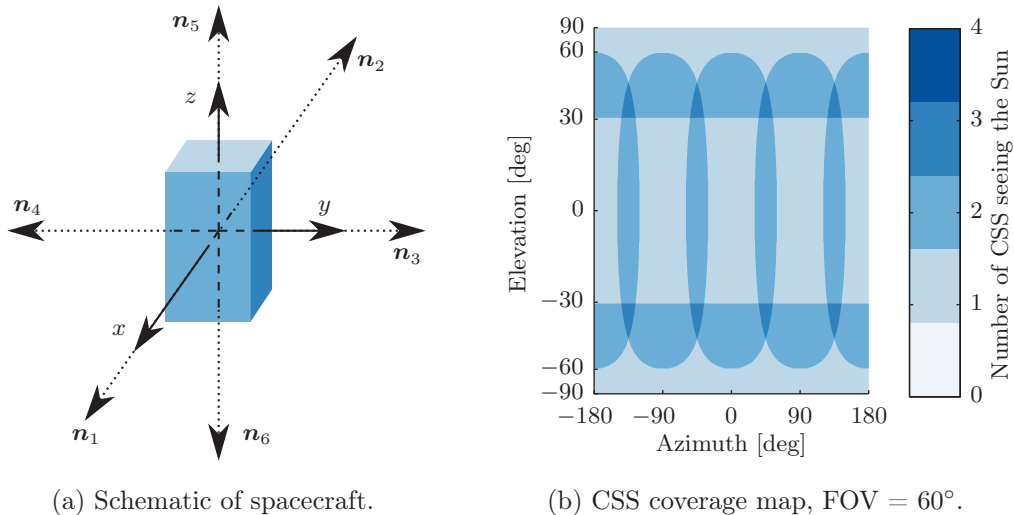 n₅
n₂
z
n₄
y
n₃
x
n₁
n₆
(a) Schematic of spacecraft.
90
60
30
0
−30
−60
−90
Elevation [deg]
−180
−90
0
90
180
Azimuth [deg]
4
3
2
1
0
Number of CSS seeing the Sun
(b) CSS coverage map, FOV = 60°.